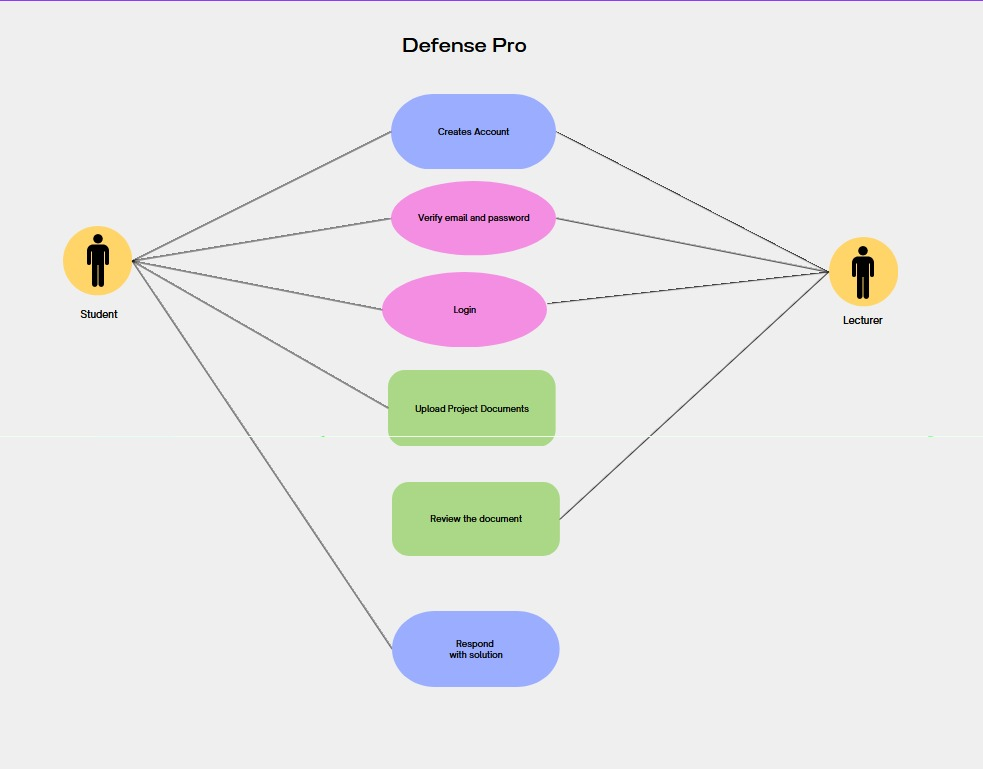 Defense Pro
Creates Account
Verify email and password
Login
Student
Lecturer
Upload Project Documents
Review the document
Respond
with solution